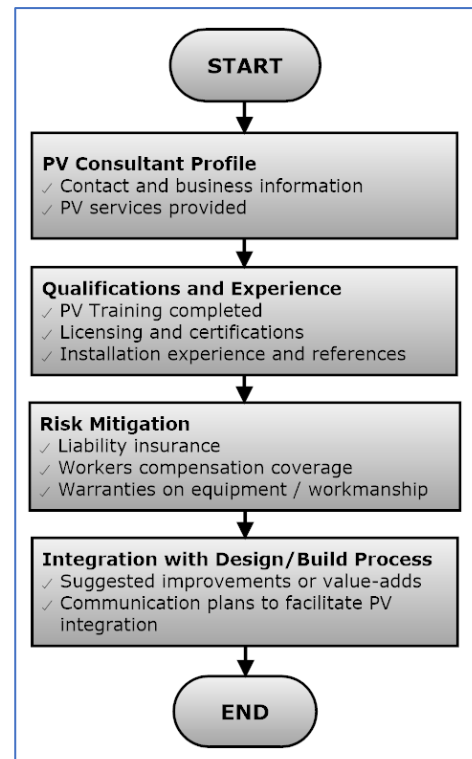 START
PV Consultant Profile
✓ Contact and business information
✓ PV services provided
Qualifications and Experience
✓ PV Training completed
✓ Licensing and certifications
✓ Installation experience and references
Risk Mitigation
✓ Liability insurance
✓ Workers compensation coverage
✓ Warranties on equipment / workmanship
Integration with Design/Build Process
✓ Suggested improvements or value-adds
✓ Communication plans to facilitate PV
integration
END